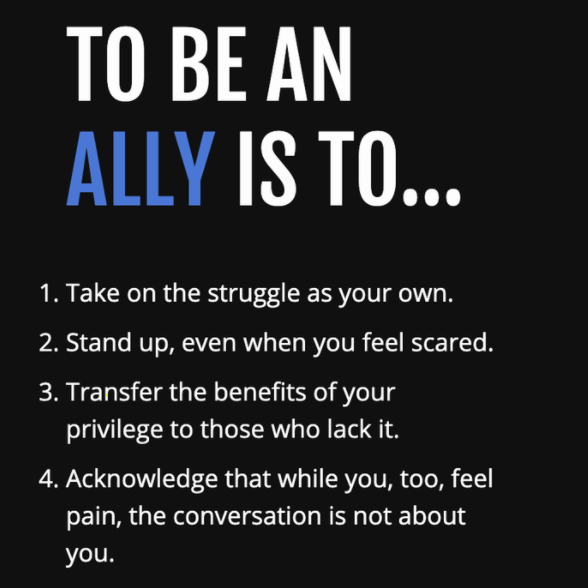 TO BE AN
ALLY IS TO...
1. Take on the struggle as your own.
2. Stand up, even when you feel scared.
3. Transfer the benefits of your
privilege to those who lack it.
4. Acknowledge that while you, too, feel
pain, the conversation is not about
you.